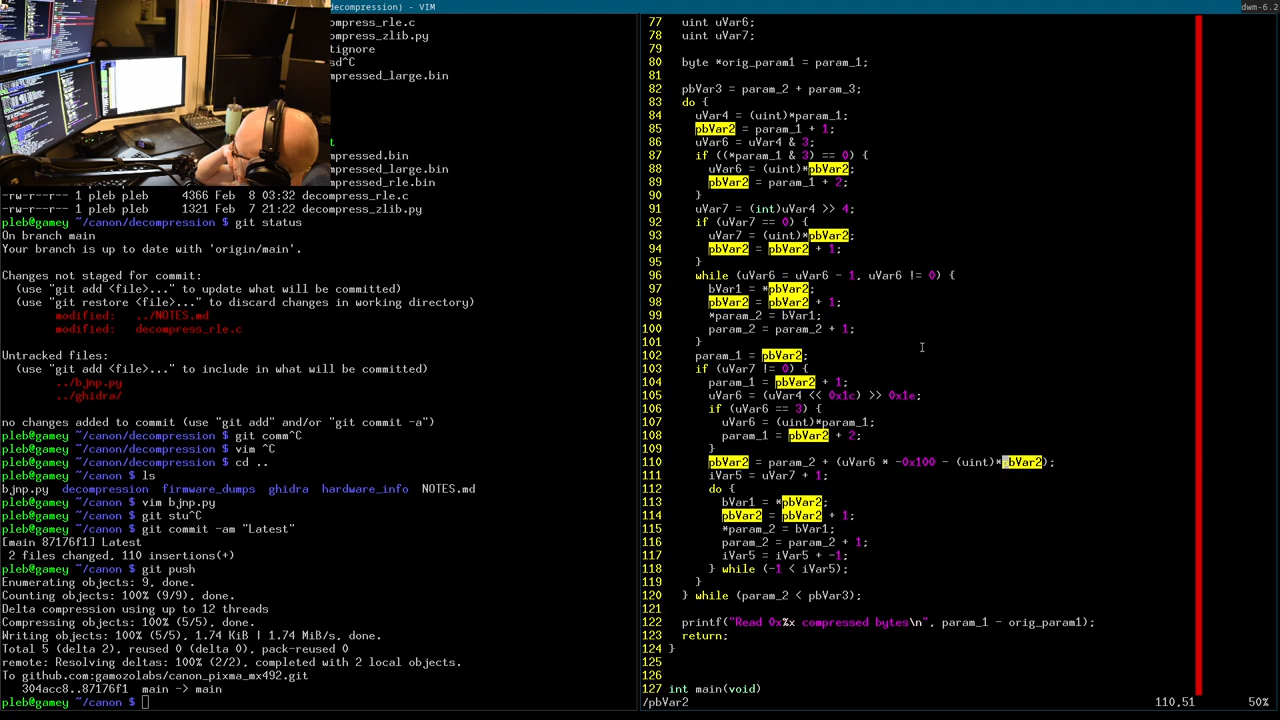 decompression) - VIM
dwm-6.2
compress_rle.c
compress_zlib.py
tignore
sd^C
compressed_large.bin
t
mpressed.bin
mpressed_large.bin
mpressed_rle.bin
-rw-r--r-- 1 pleb pleb 4366 Feb 8 03:32 decompress_rle.c
-rw-r--r-- 1 pleb pleb 1321 Feb 7 21:22 decompress_zlib.py
pleb@gamey ~/canon/decompression $ git status
On branch main
Your branch is up to date with 'origin/main'.
Changes not staged for commit:
(use "git add <file>..." to update what will be committed)
(use "git restore <file>..." to discard changes in working directory)
modified: ../NOTES.md
modified: decompress_rle.c
Untracked files:
(use "git add <file>..." to include in what will be committed)
../bjnp.py
../ghidra/
no changes added to commit (use "git add" and/or "git commit -a")
pleb@gamey ~/canon/decompression $ git comm^C
pleb@gamey ~/canon/decompression $ vim ^C
pleb@gamey ~/canon/decompression $ cd ..
pleb@gamey ~/canon $ ls
bjnp.py decompression firmware_dumps ghidra hardware_info NOTES.md
pleb@gamey ~/canon $ vim bjnp.py
pleb@gamey ~/canon $ git stu^C
pleb@gamey ~/canon $ git commit -am "Latest"
[main 87176f1] Latest
2 files changed, 110 insertions(+)
pleb@gamey ~/canon $ git push
Enumerating objects: 9, done.
Counting objects: 100% (9/9), done.
Delta compression using up to 12 threads
Compressing objects: 100% (5/5), done.
Writing objects: 100% (5/5), 1.74 KiB | 1.74 MiB/s, done.
Total 5 (delta 2), reused 0 (delta 0), pack-reused 0
remote: Resolving deltas: 100% (2/2), completed with 2 local objects.
To github.com:gamozolabs/canon_pixma_mx492.git
304acc8..87176f1 main -> main
pleb@gamey ~/canon $
77 uint uVar6;
78 uint uVar7;
79
80 byte *orig_param1 = param_1;
81
82 pbVar3 = param_2 + param_3;
83 do {
84 uVar4 = (uint)*param_1;
85 pbVar2 = param_1 + 1;
86 uVar6 = uVar4 & 3;
87 if ((*param_1 & 3) == 0) {
88 uVar6 = (uint)*pbVar2;
89 pbVar2 = param_1 + 2;
90 }
91 uVar7 = (int)uVar4 >> 4;
92 if (uVar7 == 0) {
93 uVar7 = (uint)*pbVar2;
94 pbVar2 = pbVar2 + 1;
95 }
96 while (uVar6 = uVar6 - 1, uVar6 != 0) {
97 bVar1 = *pbVar2;
98 pbVar2 = pbVar2 + 1;
99 *param_2 = bVar1;
100 param_2 = param_2 + 1;
101 }
102 param_1 = pbVar2;
103 if (uVar7 != 0) {
104 param_1 = pbVar2 + 1;
105 uVar6 = (uVar4 << 0x1c) >> 0x1e;
106 if (uVar6 == 3) {
107 uVar6 = (uint)*param_1;
108 param_1 = pbVar2 + 2;
109 }
110 pbVar2 = param_2 + (uVar6 * -0x100 - (uint)*pbVar2);
111 iVar5 = uVar7 + 1;
112 do {
113 bVar1 = *pbVar2;
114 pbVar2 = pbVar2 + 1;
115 *param_2 = bVar1;
116 param_2 = param_2 + 1;
117 iVar5 = iVar5 + -1;
118 } while (-1 < iVar5);
119 }
120 } while (param_2 < pbVar3);
121
122 printf("Read 0x%x compressed bytes\n", param_1 - orig_param1);
123 return;
124 }
125
126
127 int main(void)
/pbVar2 110,51 50%